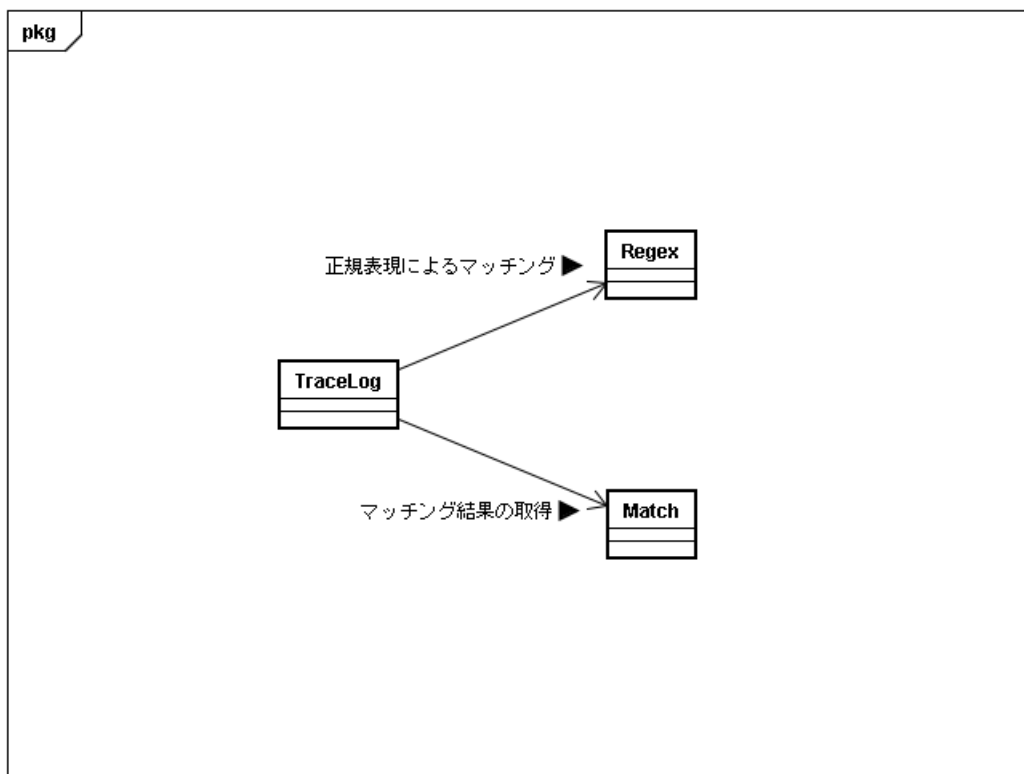 pkg
正規表現によるマッチング ▶
Regex
TraceLog
マッチング結果の取得 ▶
Match